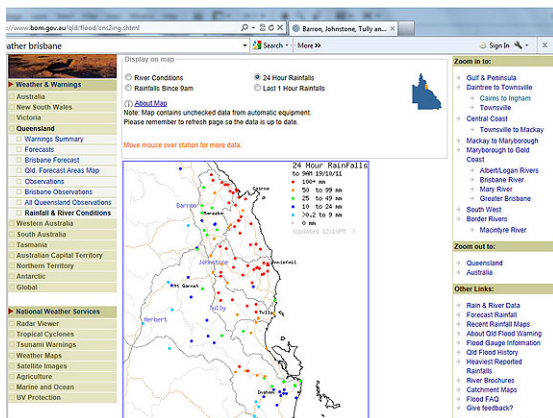 //www.bom.gov.au/qld/flood/cns2ing.shtml
Barron, Johnstone, Tully an...
ather brisbane
Search
More »
Sign In
Weather & Warnings
Australia
New South Wales
Victoria
Queensland
Warnings Summary
Forecasts
Brisbane Forecast
Qld. Forecast Areas Map
Observations
Brisbane Observations
All Queensland Observations
Rainfall & River Conditions
Western Australia
South Australia
Tasmania
Australian Capital Territory
Northern Territory
Antarctic
Global
National Weather Services
Radar Viewer
Tropical Cyclones
Tsunami Warnings
Weather Maps
Satellite Images
Agriculture
Marine and Ocean
UV Protection
Display on map
River Conditions
24 Hour Rainfalls
Rainfalls Since 9am
Last 1 Hour Rainfalls
About Map
Note: Map contains unchecked data from automatic equipment.
Please remember to refresh page so the data is up to date.
Move mouse over station for more data.
24 Hour Rainfalls
to 9AM 19/10/11
100+ mm
50 to 99 mm
25 to 49 mm
10 to 24 mm
0.2 to 9 mm
0 mm
(Updated 12:10PM )
Cairns
Barron
Mareeba
Johnstone
Innisfail
Mt Garnet
Tully
Tully
Herbert
Ingham
Zoom in to:
Gulf & Peninsula
Daintree to Townsville
Cairns to Ingham
Townsville
Central Coast
Townsville to Mackay
Mackay to Maryborough
Maryborough to Gold
Coast
Albert/Logan Rivers
Brisbane River
Mary River
Greater Brisbane
South West
Border Rivers
Macintyre River
Zoom out to:
Queensland
Australia
Other Links:
Rain & River Data
Forecast Rainfall
Recent Rainfall Maps
About Qld Flood Warning
Flood Gauge Information
Qld Flood History
Heaviest Reported
Rainfalls
River Brochures
Catchment Maps
Flood FAQ
Give feedback?